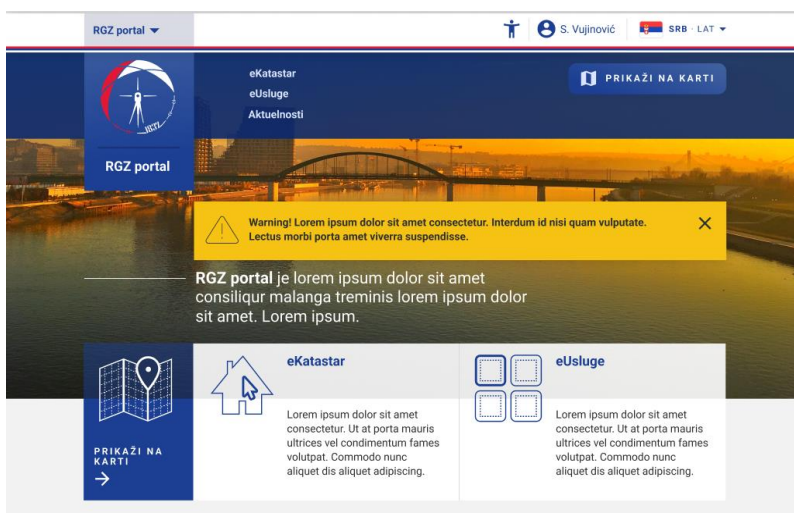 RGZ portal
S. Vujinović
SRB · LAT
eKatastar
eUsluge
Aktuelnosti
PRIKAŽI NA KARTI
1837
RGZ portal
Warning! Lorem ipsum dolor sit amet consectetur. Interdum id nisi quam vulputate.
Lectus morbi porta amet viverra suspendisse.
RGZ portal je lorem ipsum dolor sit amet
consiliqur malanga treminis lorem ipsum dolor
sit amet. Lorem ipsum.
PRIKAŽI NA
KARTI
eKatastar
Lorem ipsum dolor sit amet
consectetur. Ut at porta mauris
ultrices vel condimentum fames
volutpat. Commodo nunc
aliquet dis aliquet adipiscing.
eUsluge
Lorem ipsum dolor sit amet
consectetur. Ut at porta mauris
ultrices vel condimentum fames
volutpat. Commodo nunc
aliquet dis aliquet adipiscing.